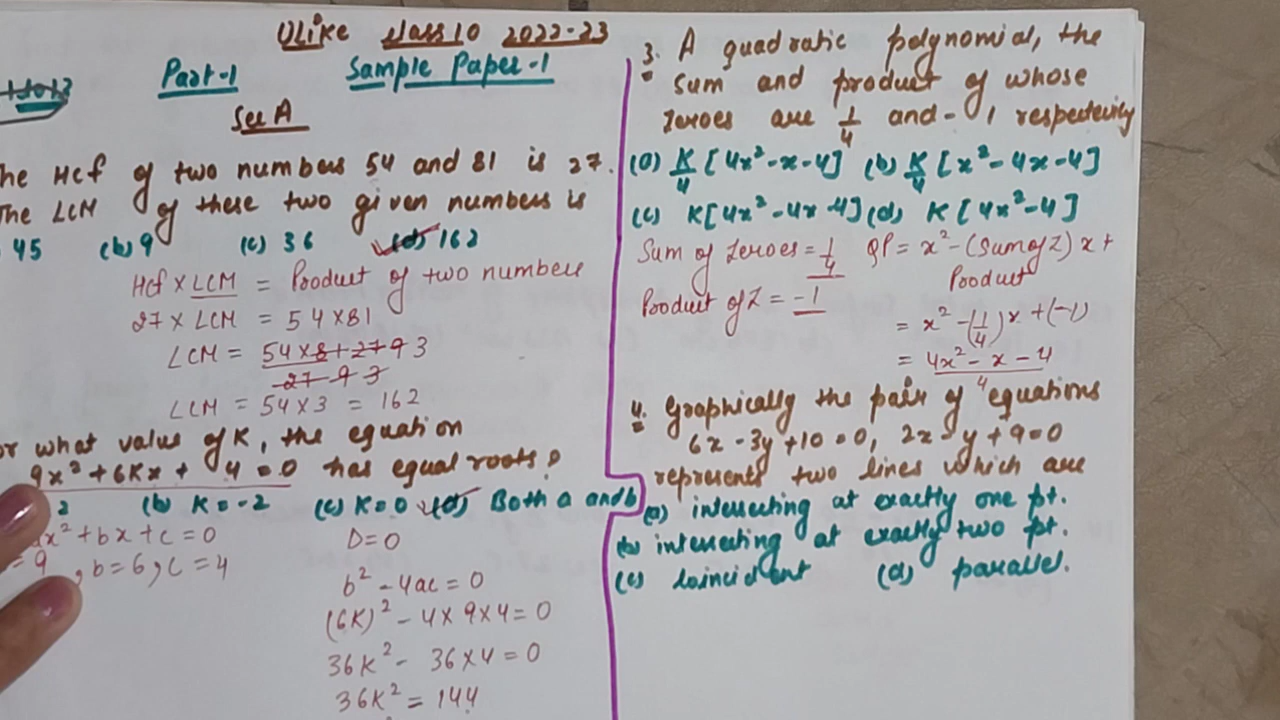 ULike class 10 2022-23
Part-1 Sample Paper-1
Sec A
he Hcf of two numbers 54 and 81 is 27.
The LCM of these two given numbers is
45 (b) 9 (c) 36 (d) 162
Hcf × LCM = Product of two numbers
27 × LCM = 54×81
LCM = 54×81 27 9 3
27 9 3
LCM = 54×3 = 162
or what value of K, the equation
9x²+6Kx+ 4=0 has equal roots?
2 (b) K=-2 (c) K=0 (d) Both a and b
ax²+bx+c=0 D=0
=9, b=6, c=4
b²-4ac=0
(6K)²-4×9×4=0
36K²- 36×4=0
36K²=144
3. A quadratic polynomial, the
sum and product of whose
zeroes are 1/4 and -1 respectively
(a) K/4 [4x²-x-4] (b) K/4 [x²-4x-4]
(c) K[4x²-4x-4] (d) K[4x²-4]
Sum of zeroes = 1/4 QP= x²-(Sum of Z) x +
Product
Product of Z = -1
= x²-(1/4)x+(-1)
= 4x²-x-4
4
4. Graphically the pair of equations
6x-3y+10=0, 2x-y+9=0
represents two lines which are
(a) intersecting at exactly one pt.
(b) intersecting at exactly two pt.
(c) Coincident (d) parallel.